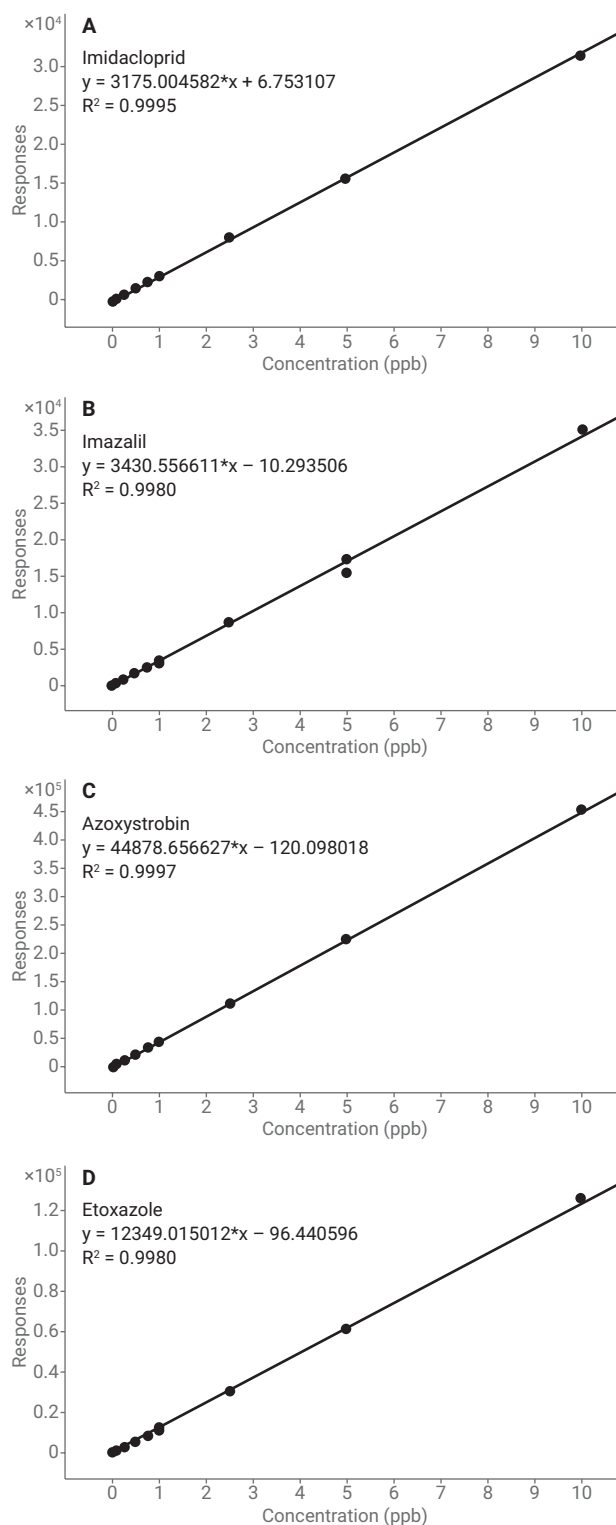 ×10⁴
A
Imidacloprid
y = 3175.004582*x + 6.753107
R² = 0.9995
Responses
3.0
2.5
2.0
1.5
1.0
0.5
0
0 1 2 3 4 5 6 7 8 9 10
Concentration (ppb)
×10⁴
B
Imazalil
y = 3430.556611*x – 10.293506
R² = 0.9980
Responses
3.5
3.0
2.5
2.0
1.5
1.0
0.5
0
0 1 2 3 4 5 6 7 8 9 10
Concentration (ppb)
×10⁵
C
Azoxystrobin
y = 44878.656627*x – 120.098018
R² = 0.9997
Responses
4.5
4.0
3.5
3.0
2.5
2.0
1.5
1.0
0.5
0
0 1 2 3 4 5 6 7 8 9 10
Concentration (ppb)
×10⁵
D
Etoxazole
y = 12349.015012*x – 96.440596
R² = 0.9980
Responses
1.2
1.0
0.8
0.6
0.4
0.2
0
0 1 2 3 4 5 6 7 8 9 10
Concentration (ppb)